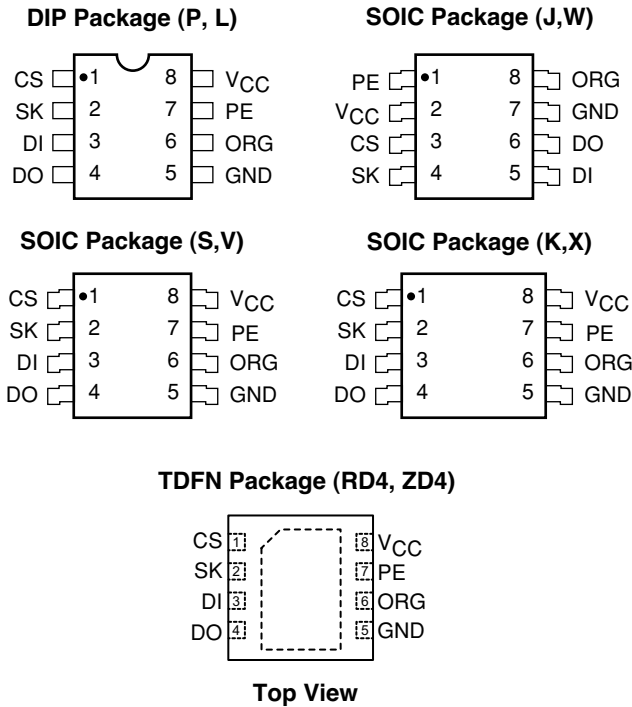 DIP Package (P, L)
CS 1 8 VCC
SK 2 7 PE
DI 3 6 ORG
DO 4 5 GND
SOIC Package (J,W)
PE 1 8 ORG
VCC 2 7 GND
CS 3 6 DO
SK 4 5 DI
SOIC Package (S,V)
CS 1 8 VCC
SK 2 7 PE
DI 3 6 ORG
DO 4 5 GND
SOIC Package (K,X)
CS 1 8 VCC
SK 2 7 PE
DI 3 6 ORG
DO 4 5 GND
TDFN Package (RD4, ZD4)
CS 1 8 VCC
SK 2 7 PE
DI 3 6 ORG
DO 4 5 GND
Top View